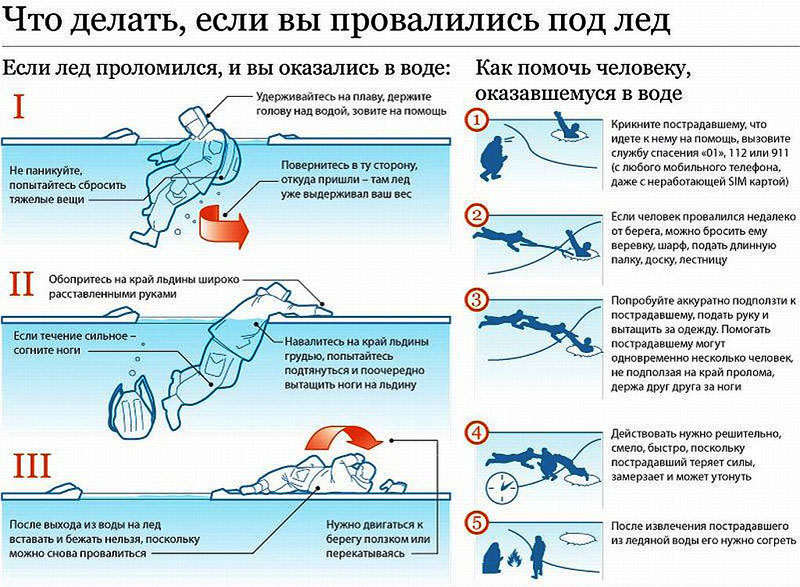 Что делать, если вы провалились под лед
Если лед проломился, и вы оказались в воде:
I
Удерживайтесь на плаву, держите
голову над водой, зовите на помощь
Не паникуйте,
попытайтесь сбросить
тяжелые вещи
Повернитесь в ту сторону,
откуда пришли – там лед
уже выдерживал ваш вес
II
Обопритесь на край льдины широко
расставленными руками
Если течение сильное –
согните ноги
Навалитесь на край льдины
грудью, попытайтесь
подтянуться и поочередно
вытащить ноги на льдину
III
После выхода из воды на лед
вставать и бежать нельзя, поскольку
можно снова провалиться
Нужно двигаться к
берегу ползком или
перекатываясь
Как помочь человеку,
оказавшемуся в воде
1
Крикните пострадавшему, что
идете к нему на помощь, вызовите
службу спасения «01», 112 или 911
(с любого мобильного телефона,
даже с неработающей SIM картой)
2
Если человек провалился недалеко
от берега, можно бросить ему
веревку, шарф, подать длинную
палку, доску, лестницу
3
Попробуйте аккуратно подползти к
пострадавшему, подать руку и
вытащить за одежду. Помогать
пострадавшему могут
одновременно несколько человек,
не подползая на край пролома,
держа друг друга за ноги
4
Действовать нужно решительно,
смело, быстро, поскольку
пострадавший теряет силы,
замерзает и может утонуть
5
После извлечения пострадавшего
из ледяной воды его нужно согреть